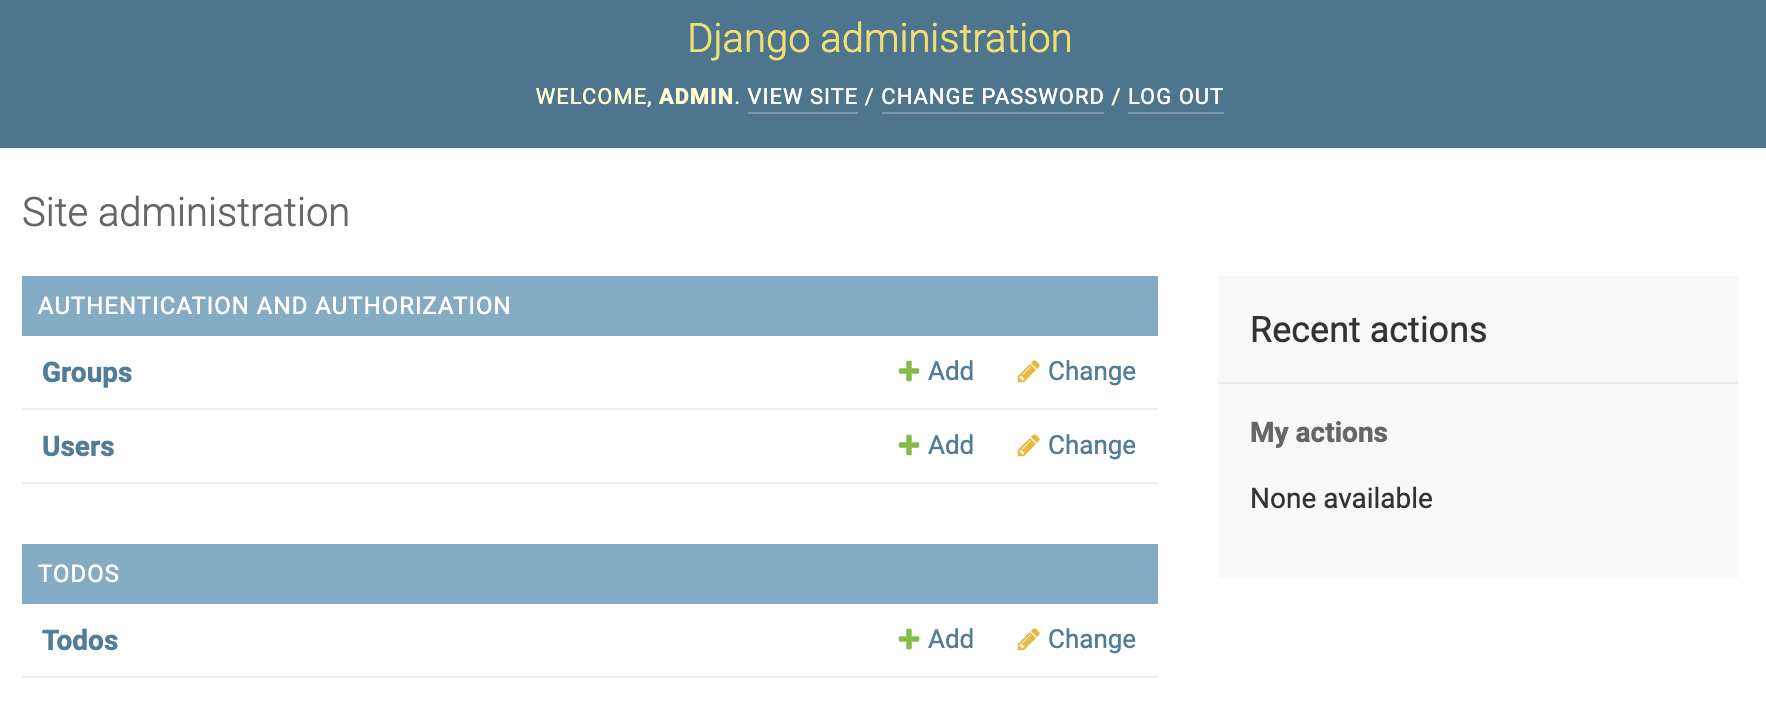 Django administration
WELCOME, ADMIN. VIEW SITE / CHANGE PASSWORD / LOG OUT
Site administration
AUTHENTICATION AND AUTHORIZATION
Groups Add Change
Users Add Change
TODOS
Todos Add Change
Recent actions
My actions
None available